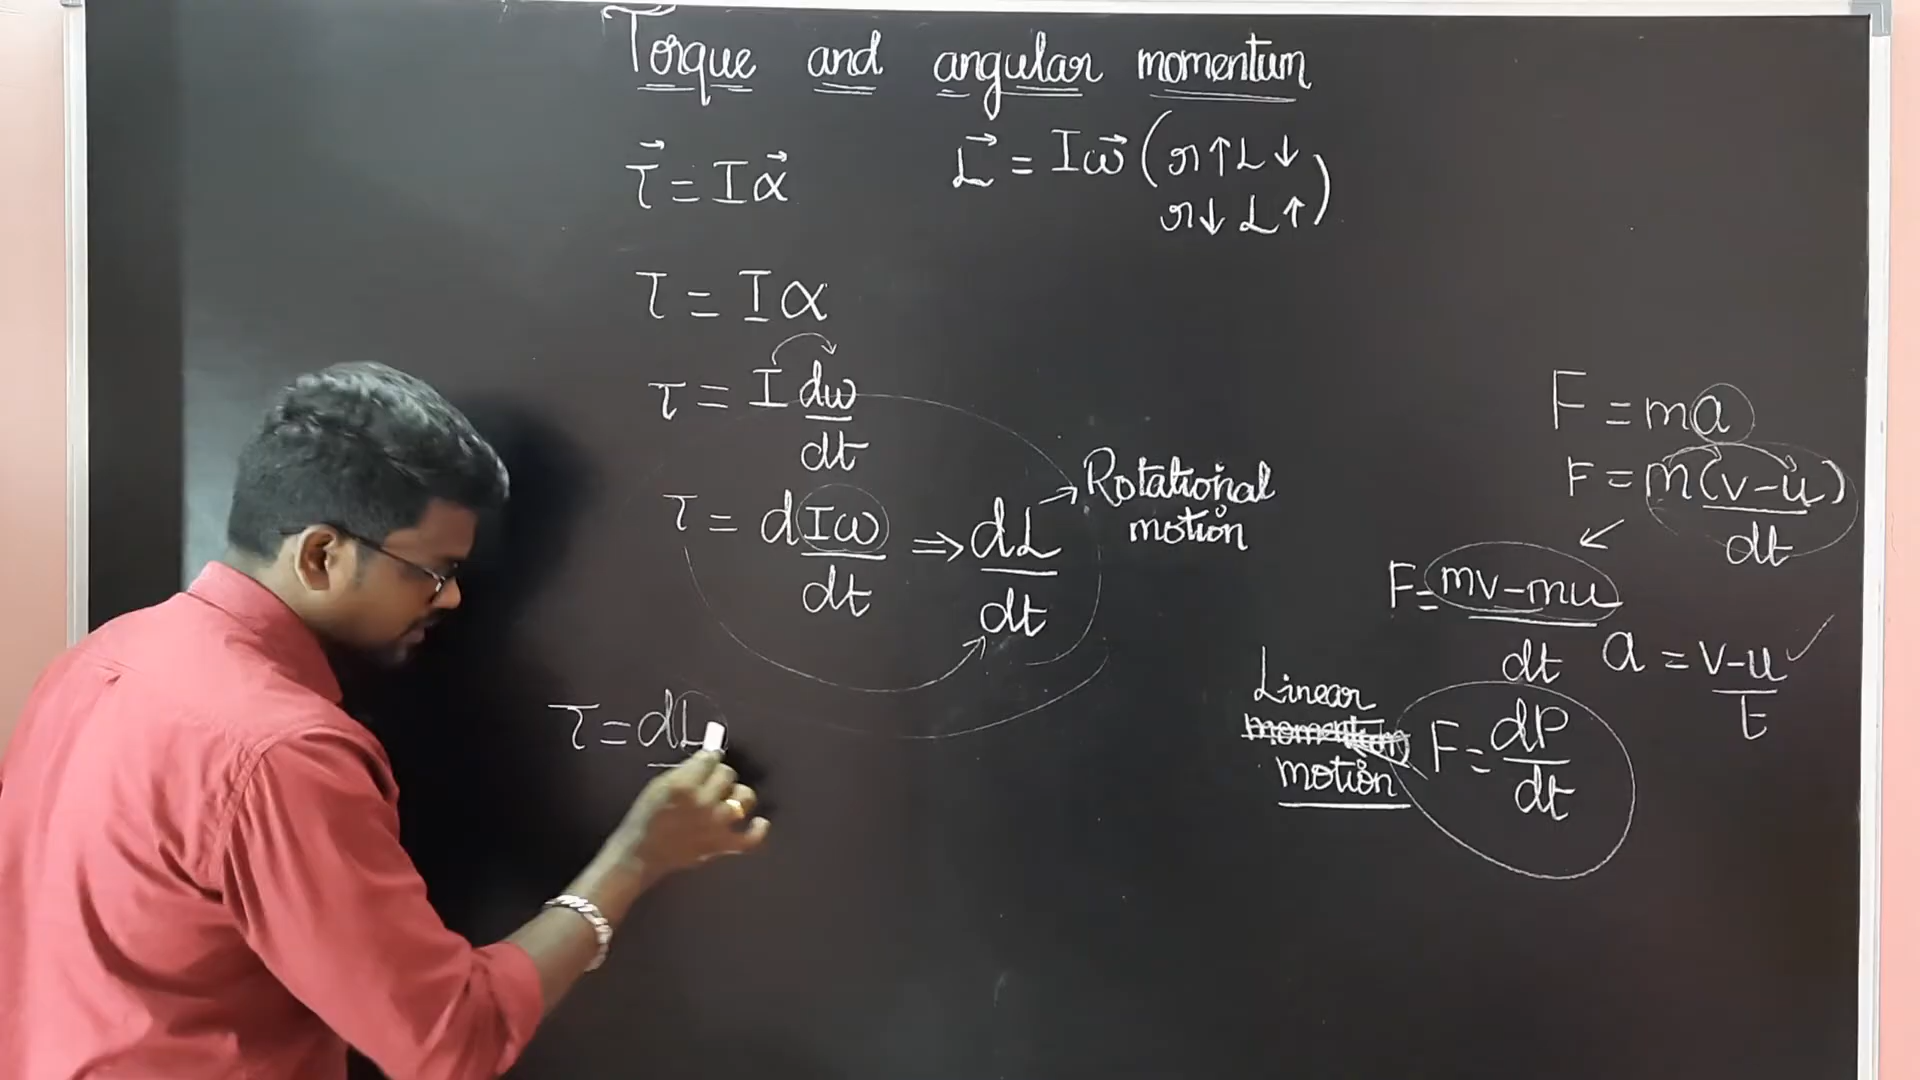 Torque and angular momentum
τ⃗ = Iα⃗
L⃗ = Iω⃗ (r↑L↓
r↓ L↑)
τ = Iα
τ = I dω/dt
τ = dIω/dt ⇒ dL/dt → Rotational motion
τ = dL
F = ma
F = m(v-u)/dt
F = mv-mu/dt
a = v-u/t ✓
Linear
momentum
motion
F = dP/dt